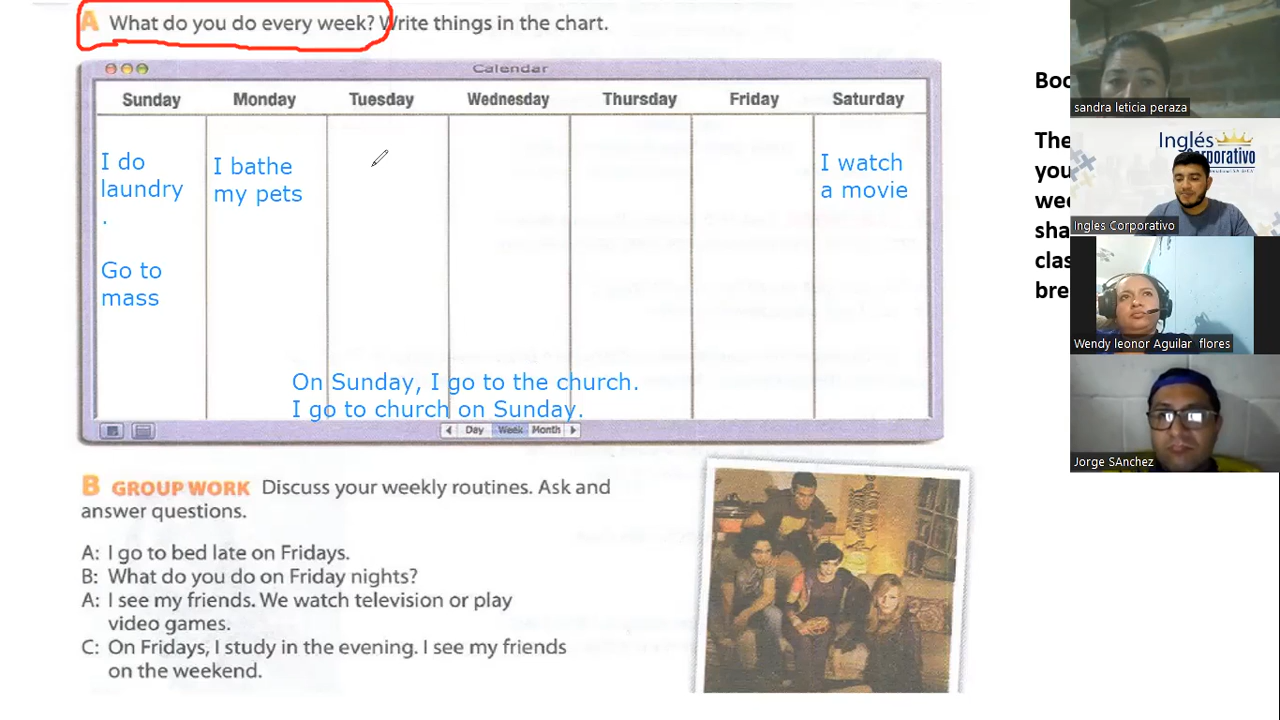 A What do you do every week? Write things in the chart.
Calendar
Sunday Monday Tuesday Wednesday Thursday Friday Saturday
I do
laundry
.
Go to
mass
I bathe
my pets
I watch
a movie
On Sunday, I go to the church.
I go to church on Sunday.
Day Week Month
B GROUP WORK Discuss your weekly routines. Ask and
answer questions.
A: I go to bed late on Fridays.
B: What do you do on Friday nights?
A: I see my friends. We watch television or play
video games.
C: On Fridays, I study in the evening. I see my friends
on the weekend.
sandra leticia peraza
Inglés
Corporativo
Ingles Corporativo
Wendy leonor Aguilar flores
Jorge SAnchez